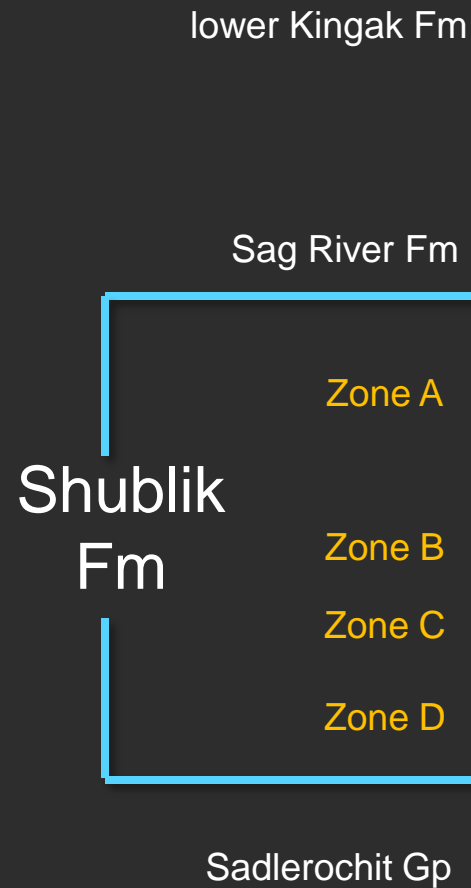 lower Kingak Fm
Sag River Fm
Zone A
Shublik
Fm
Zone B
Zone C
Zone D
Sadlerochit Gp